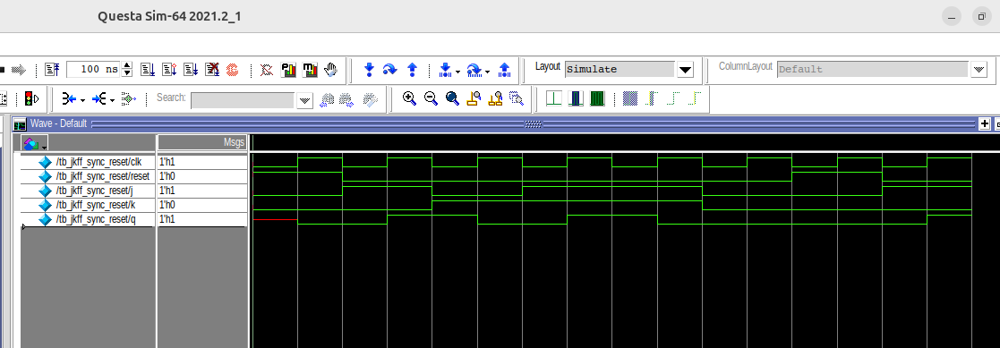 Questa Sim-64 2021.2_1
100 ns
Layout Simulate
ColumnLayout Default
Search:
Wave - Default
Msgs
/tb_jkff_sync_reset/clk 1'h1
/tb_jkff_sync_reset/reset 1'h0
/tb_jkff_sync_reset/j 1'h1
/tb_jkff_sync_reset/k 1'h0
/tb_jkff_sync_reset/q 1'h1